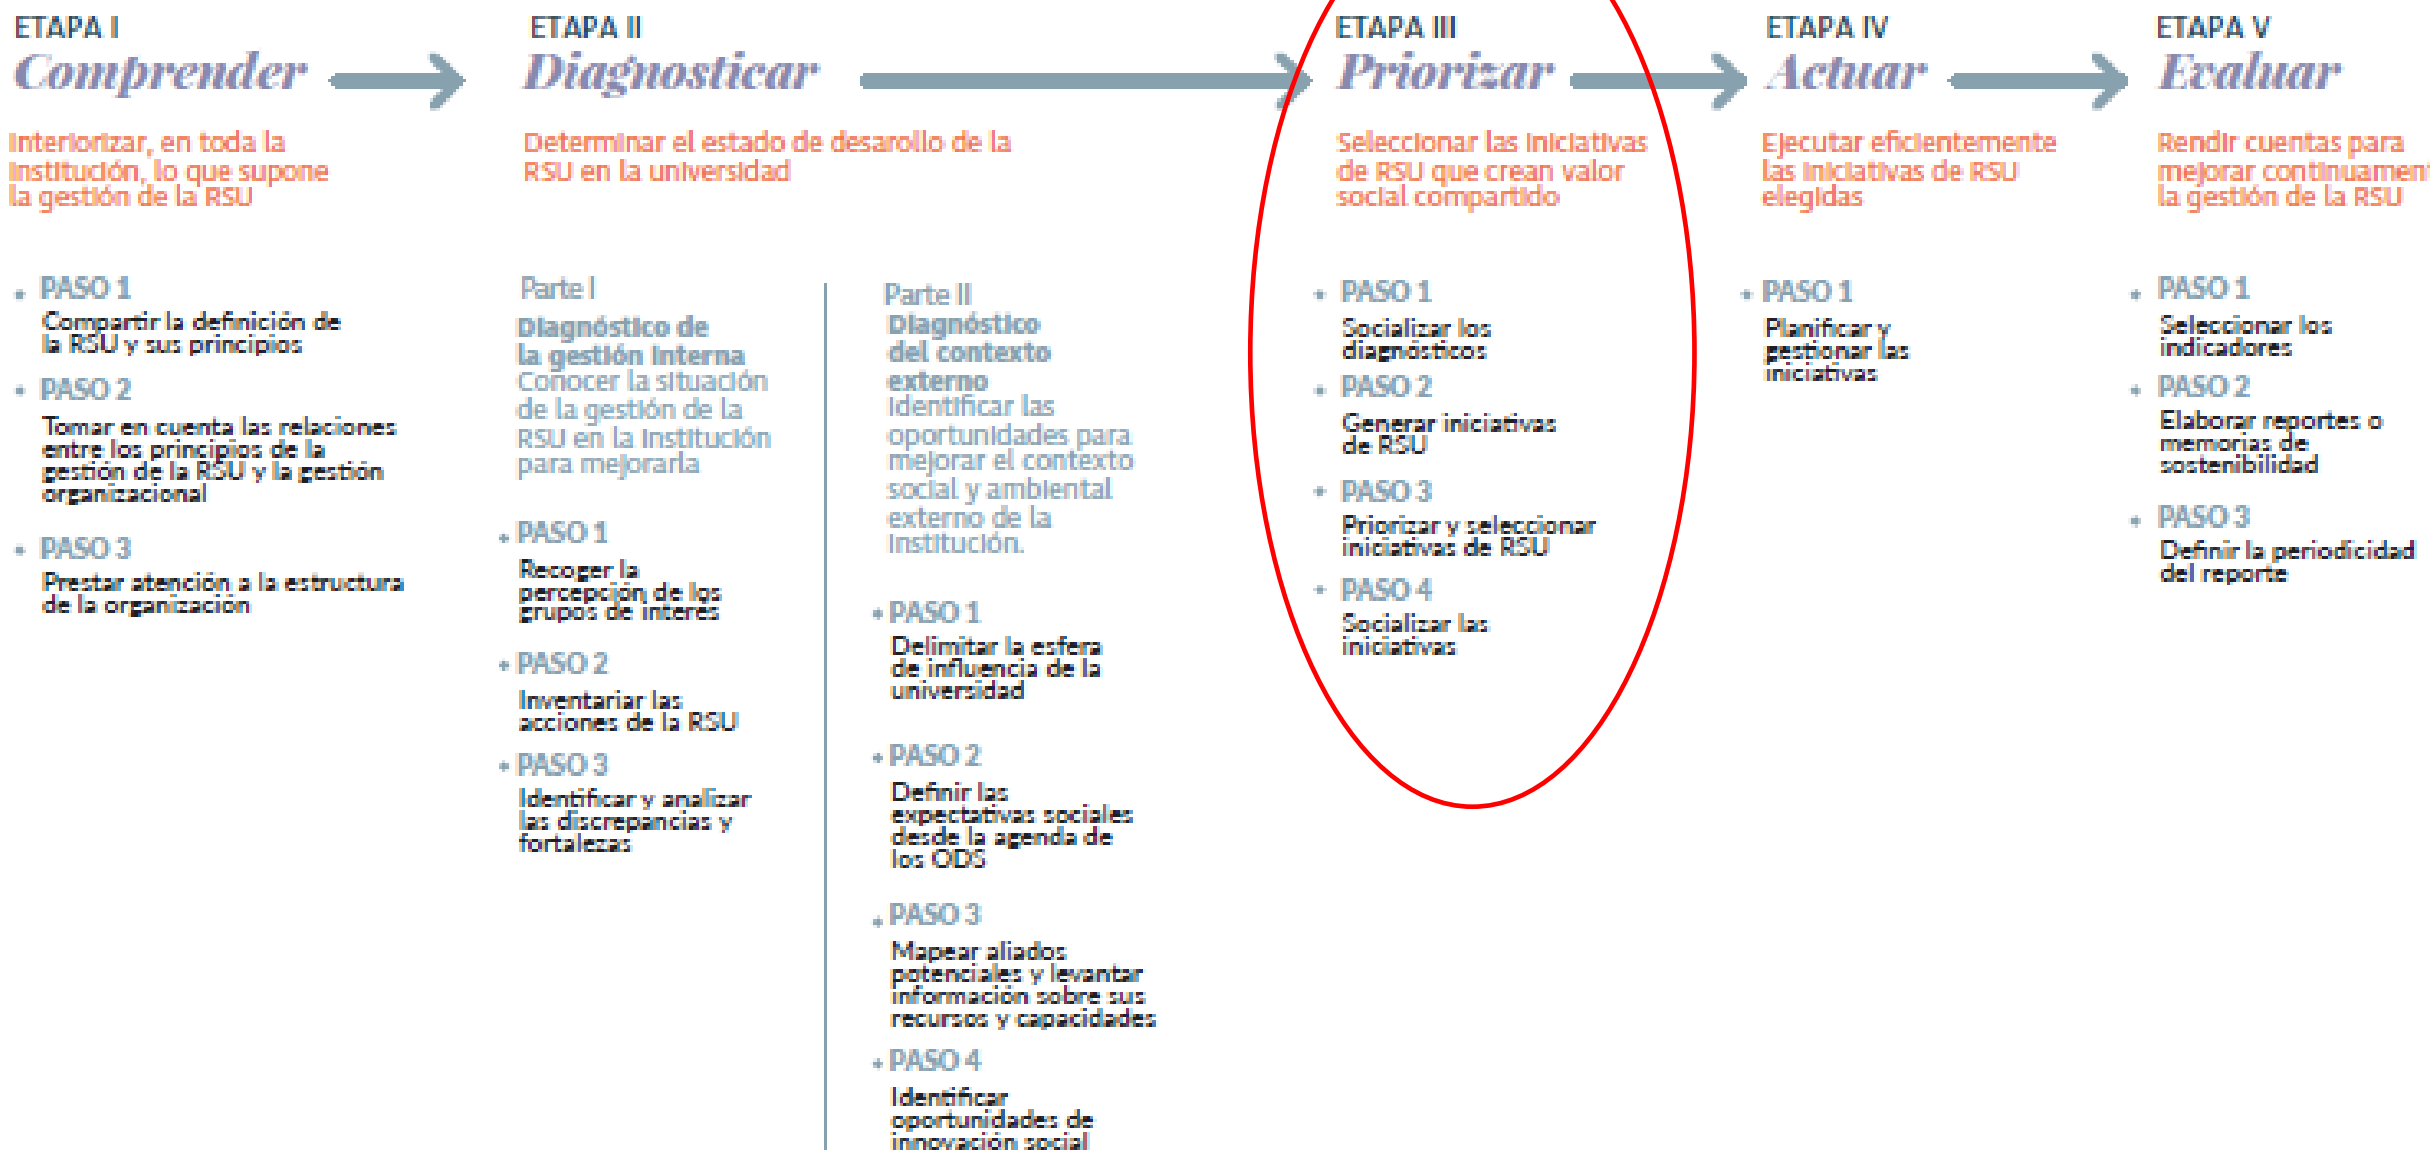 ETAPA I
Comprender
Interiorizar, en toda la
institución, lo que supone
la gestión de la RSU
PASO 1
Compartir la definición de
la RSU y sus principios
PASO 2
Tomar en cuenta las relaciones
entre los principios de la
gestión de la RSU y la gestión
organizacional
PASO 3
Prestar atención a la estructura
de la organización
ETAPA II
Diagnosticar
Determinar el estado de desarollo de la
RSU en la universidad
Parte I
Diagnóstico de
la gestión interna
Conocer la situación
de la gestión de la
RSU en la institución
para mejorarla
PASO 1
Recoger la
percepción de los
grupos de interés
PASO 2
Inventariar las
acciones de la RSU
PASO 3
Identificar y analizar
las discrepancias y
fortalezas
Parte II
Diagnóstico
del contexto
externo
Identificar las
oportunidades para
mejorar el contexto
social y ambiental
externo de la
institución.
PASO 1
Delimitar la esfera
de influencia de la
universidad
PASO 2
Definir las
expectativas sociales
desde la agenda de
los ODS
PASO 3
Mapear aliados
potenciales y levantar
información sobre sus
recursos y capacidades
PASO 4
Identificar
oportunidades de
innovación social
ETAPA III
Priorizar
Seleccionar las iniciativas
de RSU que crean valor
social compartido
PASO 1
Socializar los
diagnósticos
PASO 2
Generar iniciativas
de RSU
PASO 3
Priorizar y seleccionar
iniciativas de RSU
PASO 4
Socializar las
iniciativas
ETAPA IV
Actuar
Ejecutar eficientemente
las iniciativas de RSU
elegidas
PASO 1
Planificar y
gestionar las
iniciativas
ETAPA V
Evaluar
Rendir cuentas para
mejorar continuamen
la gestión de la RSU
PASO 1
Seleccionar los
indicadores
PASO 2
Elaborar reportes o
memorias de
sostenibilidad
PASO 3
Definir la periodicidad
del reporte